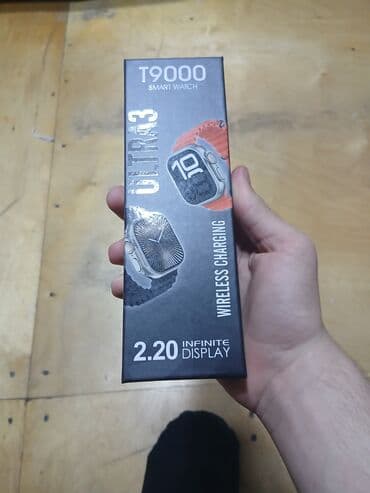 T9000
SMART WATCH
ULTRA3
10
WIRELESS CHARGING
2.20 INFINITE DISPLAY